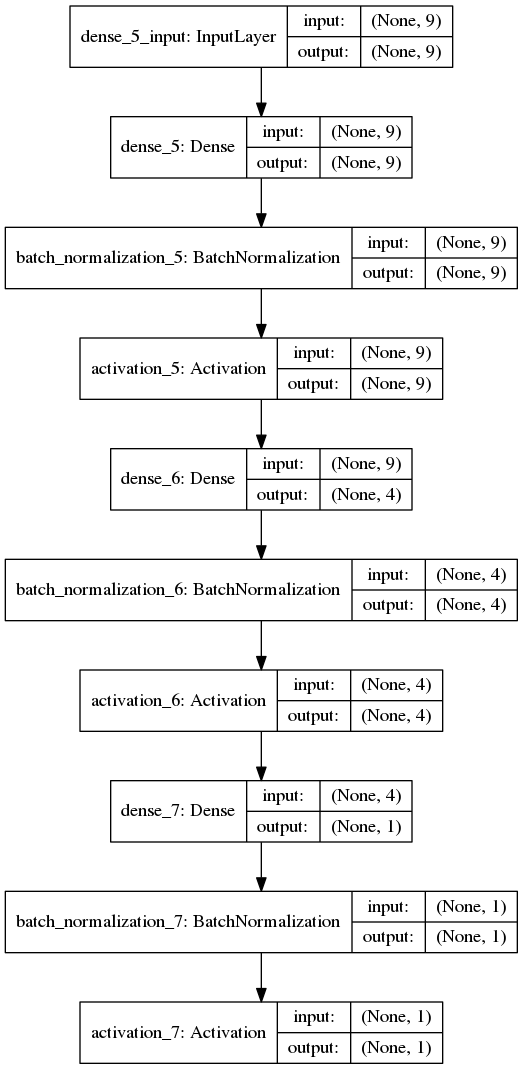 dense_5_input: InputLayer
input: (None, 9)
output: (None, 9)
dense_5: Dense
input: (None, 9)
output: (None, 9)
batch_normalization_5: BatchNormalization
input: (None, 9)
output: (None, 9)
activation_5: Activation
input: (None, 9)
output: (None, 9)
dense_6: Dense
input: (None, 9)
output: (None, 4)
batch_normalization_6: BatchNormalization
input: (None, 4)
output: (None, 4)
activation_6: Activation
input: (None, 4)
output: (None, 4)
dense_7: Dense
input: (None, 4)
output: (None, 1)
batch_normalization_7: BatchNormalization
input: (None, 1)
output: (None, 1)
activation_7: Activation
input: (None, 1)
output: (None, 1)